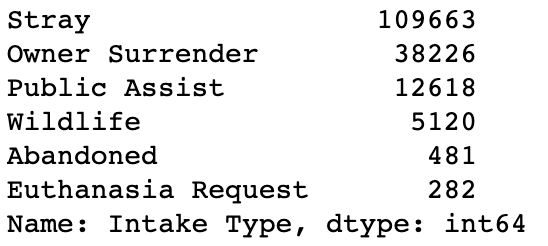 Stray                 109663
Owner Surrender        38226
Public Assist          12618
Wildlife                5120
Abandoned                481
Euthanasia Request       282
Name: Intake Type, dtype: int64